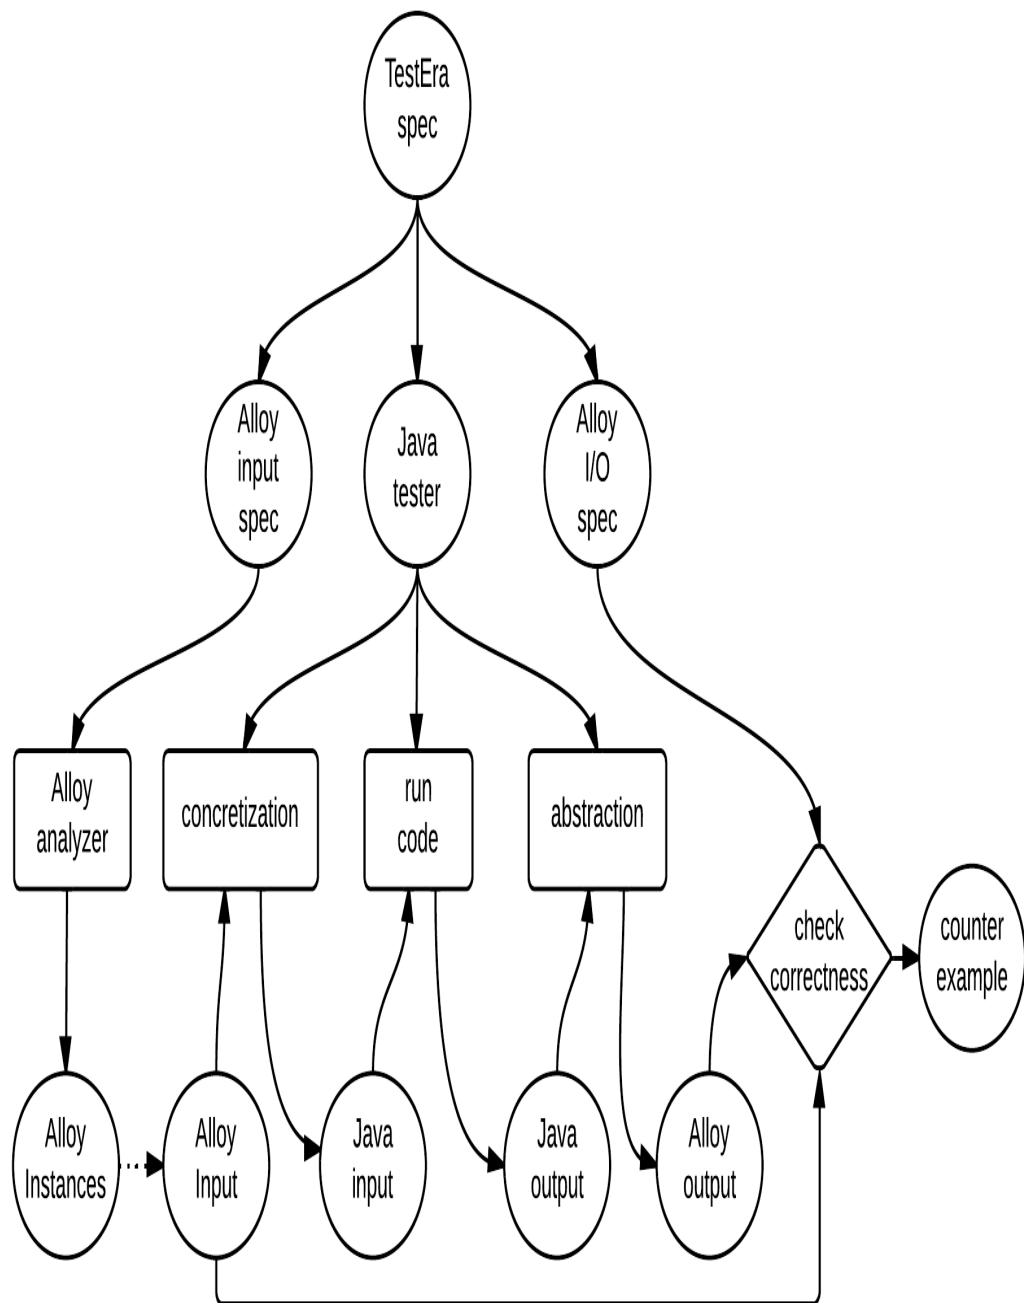 TestEra
spec
Alloy
input
spec
Java
tester
Alloy
I/O
spec
Alloy
analyzer
concretization
run
code
abstraction
check
correctness
counter
example
Alloy
Instances
Alloy
Input
Java
input
Java
output
Alloy
output